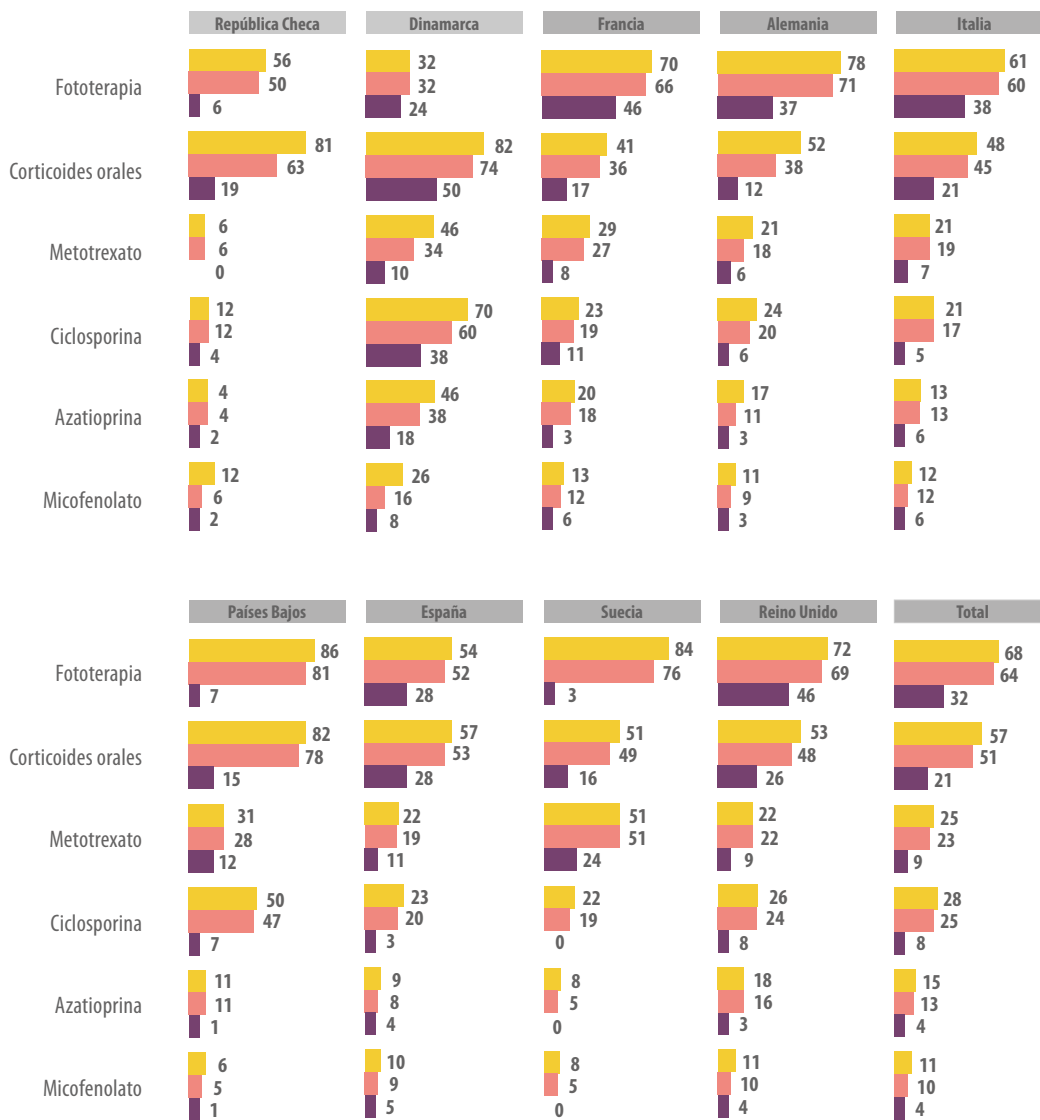 República Checa Dinamarca Francia Alemania Italia
Fototerapia
56 32 70 78 61
50 32 66 71 60
6 24 46 37 38
Corticoides orales
81 82 41 52 48
63 74 36 38 45
19 50 17 12 21
Metotrexato
6 46 29 21 21
6 34 27 18 19
0 10 8 6 7
Ciclosporina
12 70 23 24 21
12 60 19 20 17
4 38 11 6 5
Azatioprina
4 46 20 17 13
4 38 18 11 13
2 18 3 3 6
Micofenolato
12 26 13 11 12
6 16 12 9 12
2 8 6 3 6
Países Bajos España Suecia Reino Unido Total
Fototerapia
86 54 84 72 68
81 52 76 69 64
7 28 3 46 32
Corticoides orales
82 57 51 53 57
78 53 49 48 51
15 28 16 26 21
Metotrexato
31 22 51 22 25
28 19 51 22 23
12 11 24 9 9
Ciclosporina
50 23 22 26 28
47 20 19 24 25
7 3 0 8 8
Azatioprina
11 9 8 18 15
11 8 5 16 13
1 4 0 3 4
Micofenolato
6 10 8 11 11
5 9 5 10 10
1 5 0 4 4